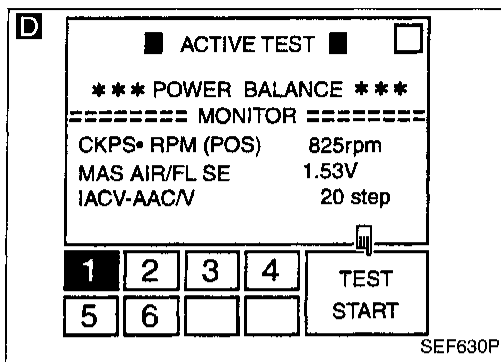 D
■ ACTIVE TEST ■
*** POWER BALANCE ***
======== MONITOR ========
CKPS• RPM (POS) 825rpm
MAS AIR/FL SE 1.53V
IACV-AAC/V 20 step
1 2 3 4
5 6
TEST
START
SEF630P